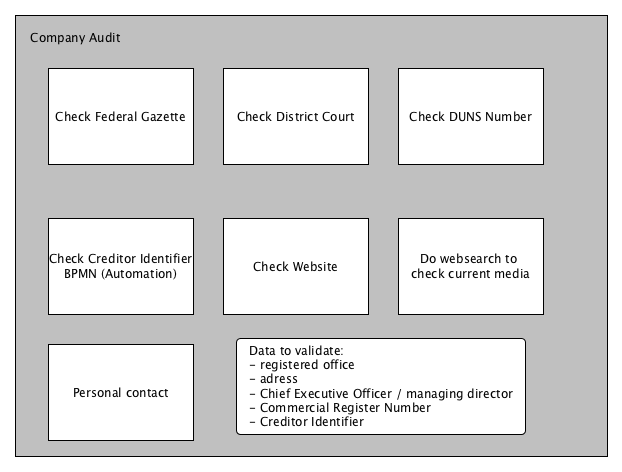 Company Audit
Check Federal Gazette
Check District Court
Check DUNS Number
Check Creditor Identifier
BPMN (Automation)
Check Website
Do websearch to
check current media
Personal contact
Data to validate:
- registered office
- adress
- Chief Executive Officer / managing director
- Commercial Register Number
- Creditor Identifier